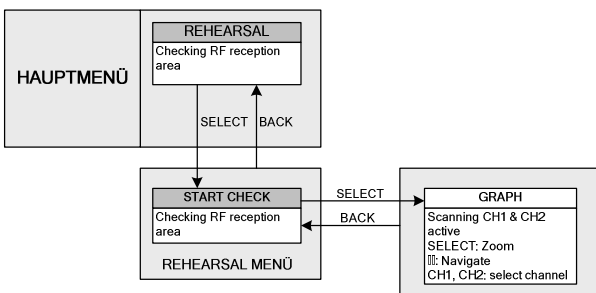 REHEARSAL
Checking RF reception
area
HAUPTMENÜ
SELECT
BACK
START CHECK
Checking RF reception
area
REHEARSAL MENÜ
SELECT
BACK
GRAPH
Scanning CH1 & CH2
active
SELECT: Zoom
▯▯: Navigate
CH1, CH2: select channel